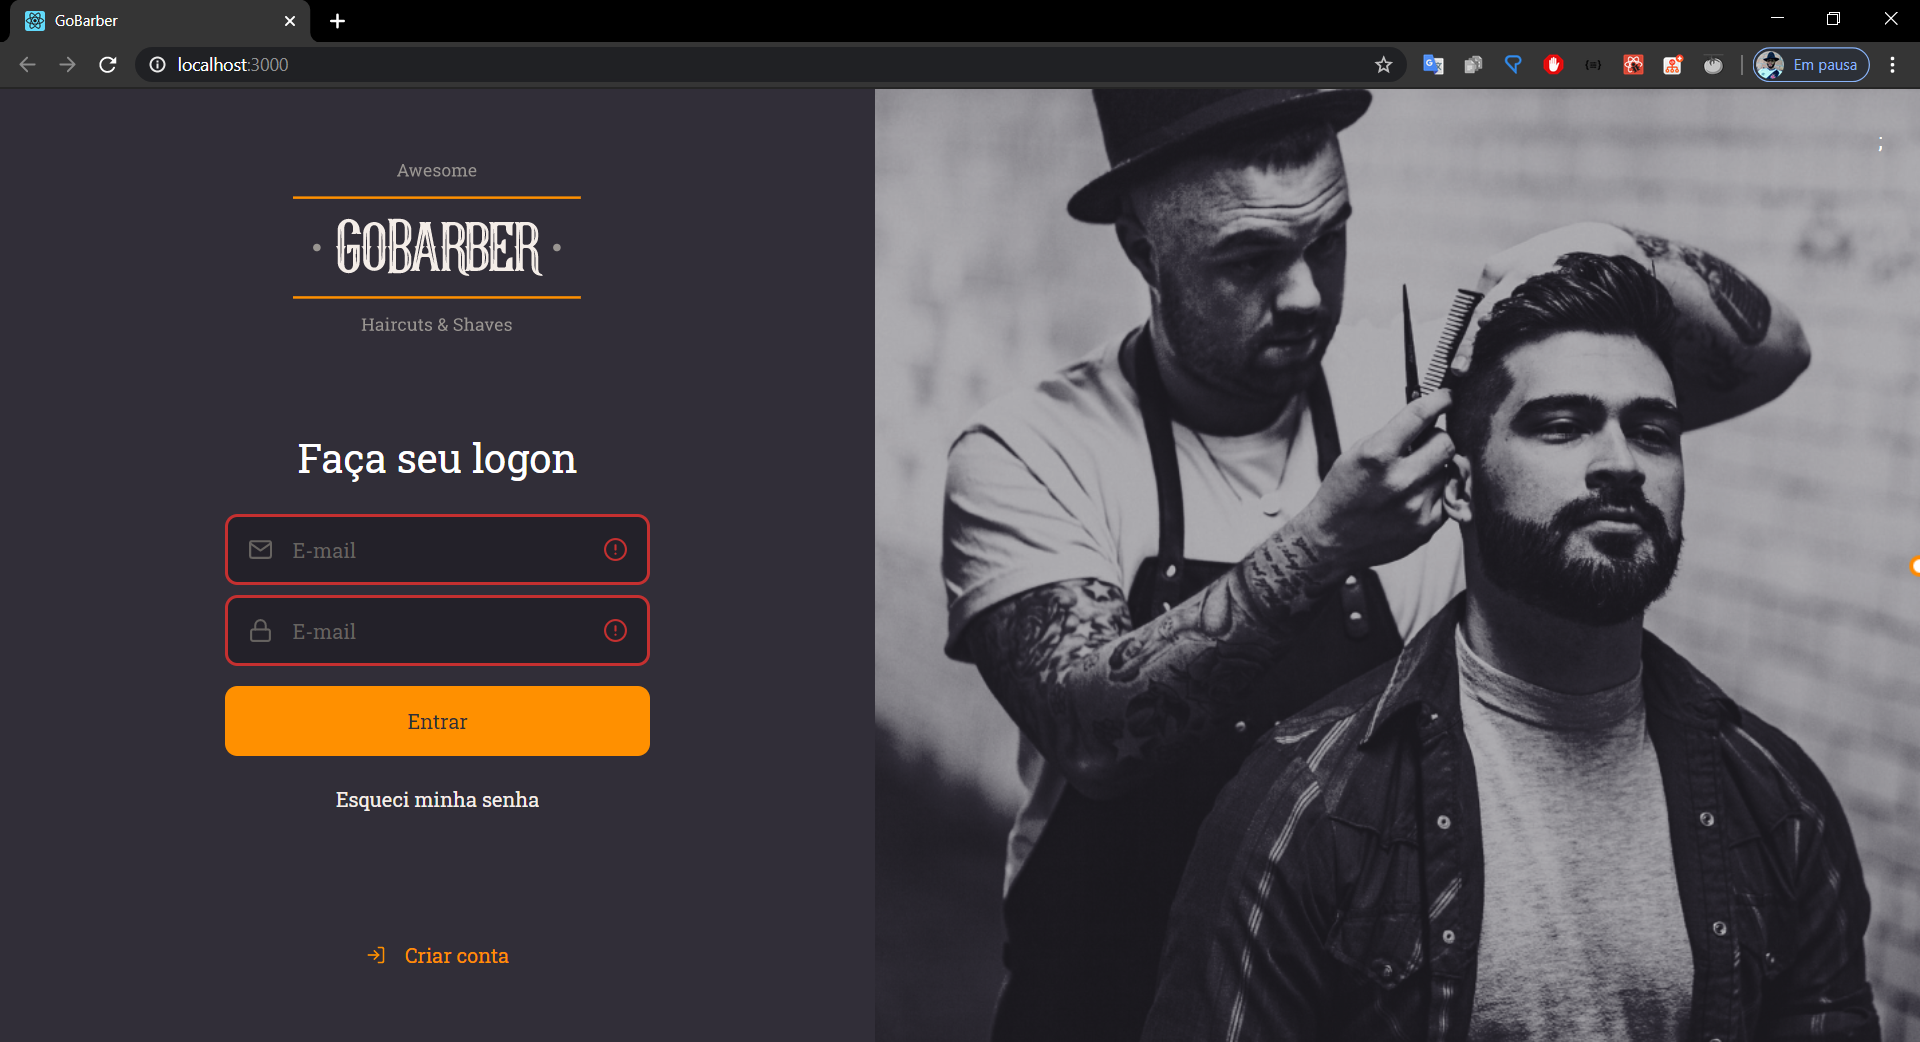 GoBarber
localhost:3000
Em pausa
;
Awesome
GOBARBER
Haircuts & Shaves
Faça seu logon
E-mail
E-mail
Entrar
Esqueci minha senha
Criar conta